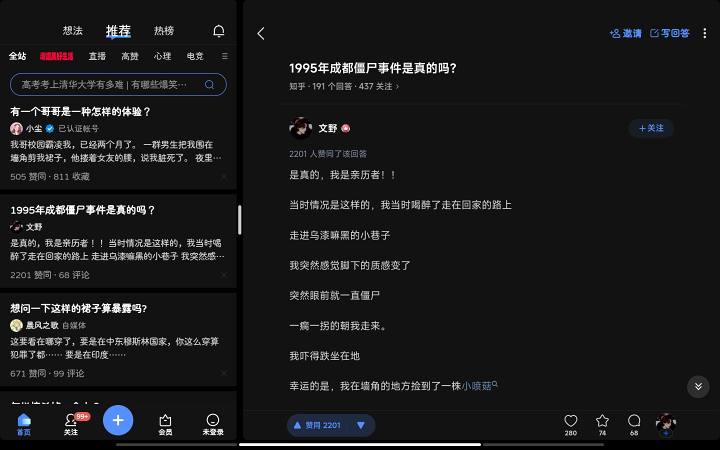 想法 推荐 热榜
全站 直播 高赞 心理 电竞
高考考上清华大学有多难 | 有哪些爆笑…
有一个哥哥是一种怎样的体验？
小尘 已认证帐号
我哥校园霸凌我，已经两个月了。 一群男生把我围在
墙角剪我裙子，他搂着女友的腰，说我脏死了。 夜里…
505 赞同 · 811 收藏
1995年成都僵尸事件是真的吗？
文野
是真的，我是亲历者！！ 当时情况是这样的，我当时喝
醉了走在回家的路上 走进乌漆嘛黑的小巷子 我突然感…
2201 赞同 · 68 评论
想问一下这样的裙子算暴露吗?
晨风之歌 自媒体
这要看在哪穿了，要是在中东穆斯林国家，你这么穿算
犯罪了都…… 要是在印度……
671 赞同 · 99 评论
首页 关注 99+ 会员 未登录
邀请 写回答
1995年成都僵尸事件是真的吗?
知乎 · 191 个回答 · 437 关注
文野
+关注
2201 人赞同了该回答
是真的，我是亲历者！！
当时情况是这样的，我当时喝醉了走在回家的路上
走进乌漆嘛黑的小巷子
我突然感觉脚下的质感变了
突然眼前就一直僵尸
一瘸一拐的朝我走来。
我吓得跌坐在地
幸运的是，我在墙角的地方捡到了一株小喷菇
赞同 2201
280 74 68